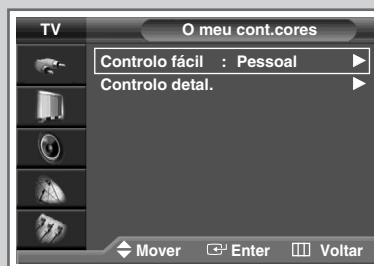 TV
O meu cont.cores
Controlo fácil : Pessoal
Controlo detal.
Mover Enter Voltar